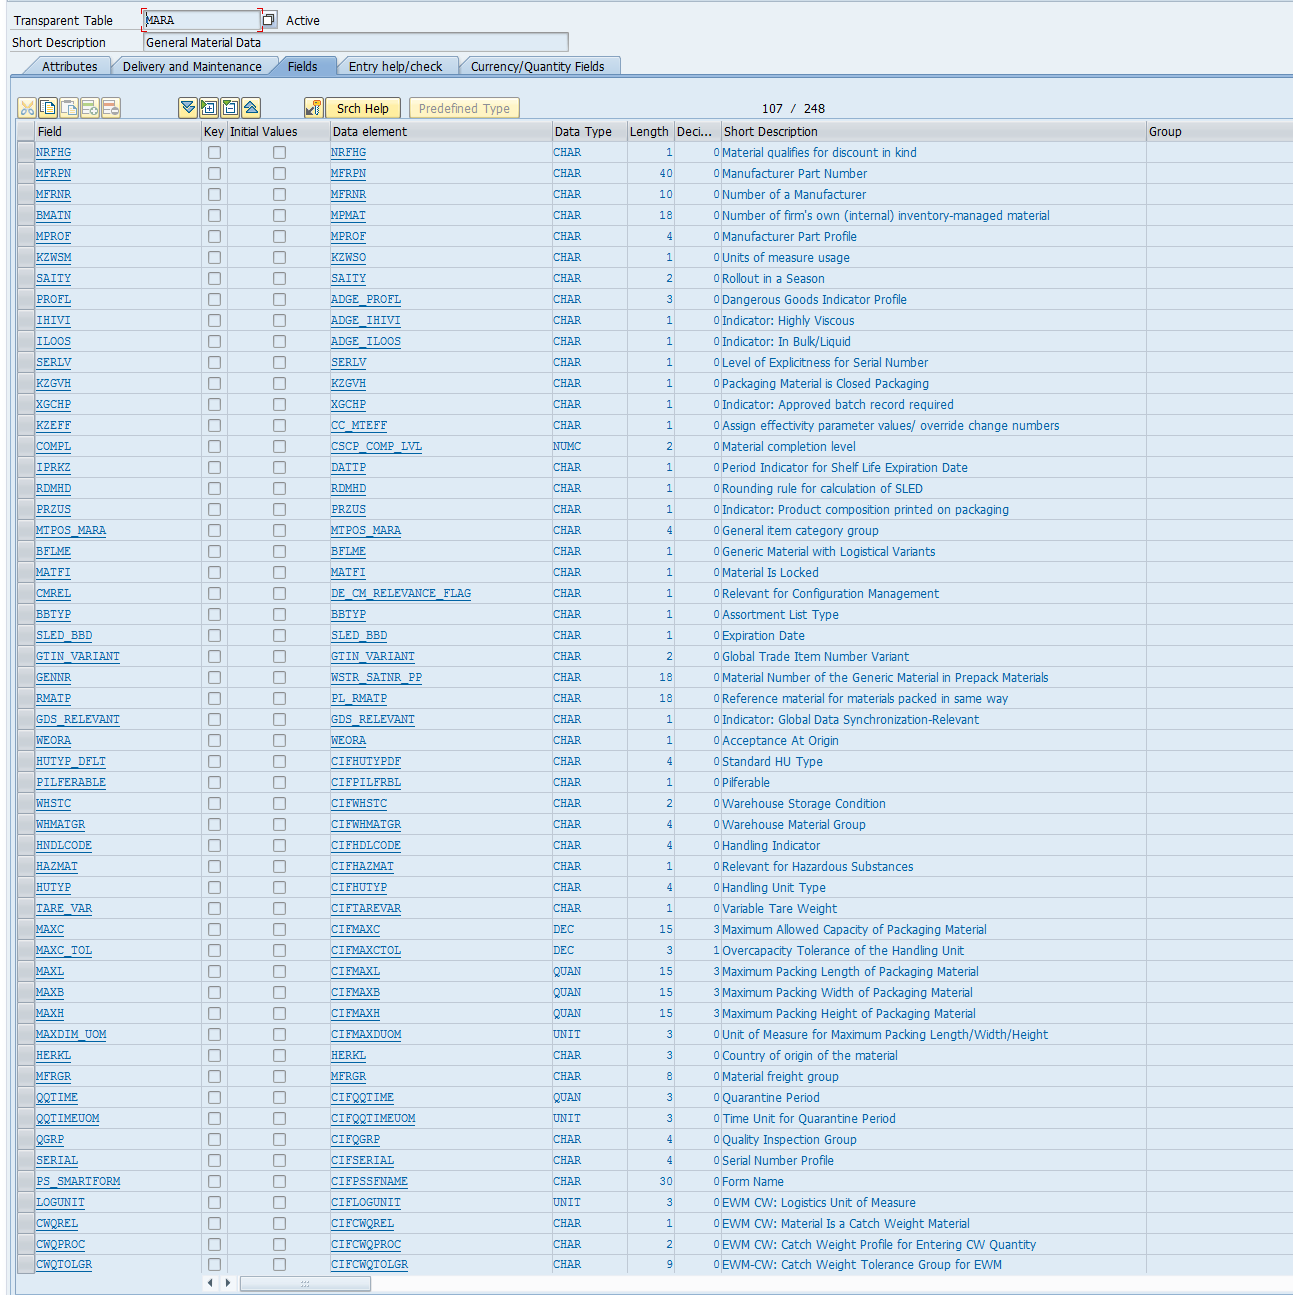 Transparent Table MARA Active
Short Description General Material Data
Attributes Delivery and Maintenance Fields Entry help/check Currency/Quantity Fields
Srch Help Predefined Type 107 / 248
Field Key Initial Values Data element Data Type Length Deci... Short Description Group
NRFHG NRFHG CHAR 1 0 Material qualifies for discount in kind
MFRPN MFRPN CHAR 40 0 Manufacturer Part Number
MFRNR MFRNR CHAR 10 0 Number of a Manufacturer
BMATN MPMAT CHAR 18 0 Number of firm's own (internal) inventory-managed material
MPROF MPROF CHAR 4 0 Manufacturer Part Profile
KZWSM KZWSO CHAR 1 0 Units of measure usage
SAITY SAITY CHAR 2 0 Rollout in a Season
PROFL ADGE_PROFL CHAR 3 0 Dangerous Goods Indicator Profile
IHIVI ADGE_IHIVI CHAR 1 0 Indicator: Highly Viscous
ILOOS ADGE_ILOOS CHAR 1 0 Indicator: In Bulk/Liquid
SERLV SERLV CHAR 1 0 Level of Explicitness for Serial Number
KZGVH KZGVH CHAR 1 0 Packaging Material is Closed Packaging
XGCHP XGCHP CHAR 1 0 Indicator: Approved batch record required
KZEFF CC_MTEFF CHAR 1 0 Assign effectivity parameter values/ override change numbers
COMPL CSCP_COMP_LVL NUMC 2 0 Material completion level
IPRKZ DATTP CHAR 1 0 Period Indicator for Shelf Life Expiration Date
RDMHD RDMHD CHAR 1 0 Rounding rule for calculation of SLED
PRZUS PRZUS CHAR 1 0 Indicator: Product composition printed on packaging
MTPOS_MARA MTPOS_MARA CHAR 4 0 General item category group
BFLME BFLME CHAR 1 0 Generic Material with Logistical Variants
MATFI MATFI CHAR 1 0 Material Is Locked
CMREL DE_CM_RELEVANCE_FLAG CHAR 1 0 Relevant for Configuration Management
BBTYP BBTYP CHAR 1 0 Assortment List Type
SLED_BBD SLED_BBD CHAR 1 0 Expiration Date
GTIN_VARIANT GTIN_VARIANT CHAR 2 0 Global Trade Item Number Variant
GENNR WSTR_SATNR_PP CHAR 18 0 Material Number of the Generic Material in Prepack Materials
RMATP PL_RMATP CHAR 18 0 Reference material for materials packed in same way
GDS_RELEVANT GDS_RELEVANT CHAR 1 0 Indicator: Global Data Synchronization-Relevant
WEORA WEORA CHAR 1 0 Acceptance At Origin
HUTYP_DFLT CIFHUTYPDF CHAR 4 0 Standard HU Type
PILFERABLE CIFPILFRBL CHAR 1 0 Pilferable
WHSTC CIFWHSTC CHAR 2 0 Warehouse Storage Condition
WHMATGR CIFWHMATGR CHAR 4 0 Warehouse Material Group
HNDLCODE CIFHDLCODE CHAR 4 0 Handling Indicator
HAZMAT CIFHAZMAT CHAR 1 0 Relevant for Hazardous Substances
HUTYP CIFHUTYP CHAR 4 0 Handling Unit Type
TARE_VAR CIFTAREVAR CHAR 1 0 Variable Tare Weight
MAXC CIFMAXC DEC 15 3 Maximum Allowed Capacity of Packaging Material
MAXC_TOL CIFMAXCTOL DEC 3 1 Overcapacity Tolerance of the Handling Unit
MAXL CIFMAXL QUAN 15 3 Maximum Packing Length of Packaging Material
MAXB CIFMAXB QUAN 15 3 Maximum Packing Width of Packaging Material
MAXH CIFMAXH QUAN 15 3 Maximum Packing Height of Packaging Material
MAXDIM_UOM CIFMAXDUOM UNIT 3 0 Unit of Measure for Maximum Packing Length/Width/Height
HERKL HERKL CHAR 3 0 Country of origin of the material
MFRGR MFRGR CHAR 8 0 Material freight group
QQTIME CIFQQTIME QUAN 3 0 Quarantine Period
QQTIMEUOM CIFQQTIMEUOM UNIT 3 0 Time Unit for Quarantine Period
QGRP CIFQGRP CHAR 4 0 Quality Inspection Group
SERIAL CIFSERIAL CHAR 4 0 Serial Number Profile
PS_SMARTFORM CIFPSSFNAME CHAR 30 0 Form Name
LOGUNIT CIFLOGUNIT UNIT 3 0 EWM CW: Logistics Unit of Measure
CWQREL CIFCWQREL CHAR 1 0 EWM CW: Material Is a Catch Weight Material
CWQPROC CIFCWQPROC CHAR 2 0 EWM CW: Catch Weight Profile for Entering CW Quantity
CWQTOLGR CIFCWQTOLGR CHAR 9 0 EWM-CW: Catch Weight Tolerance Group for EWM